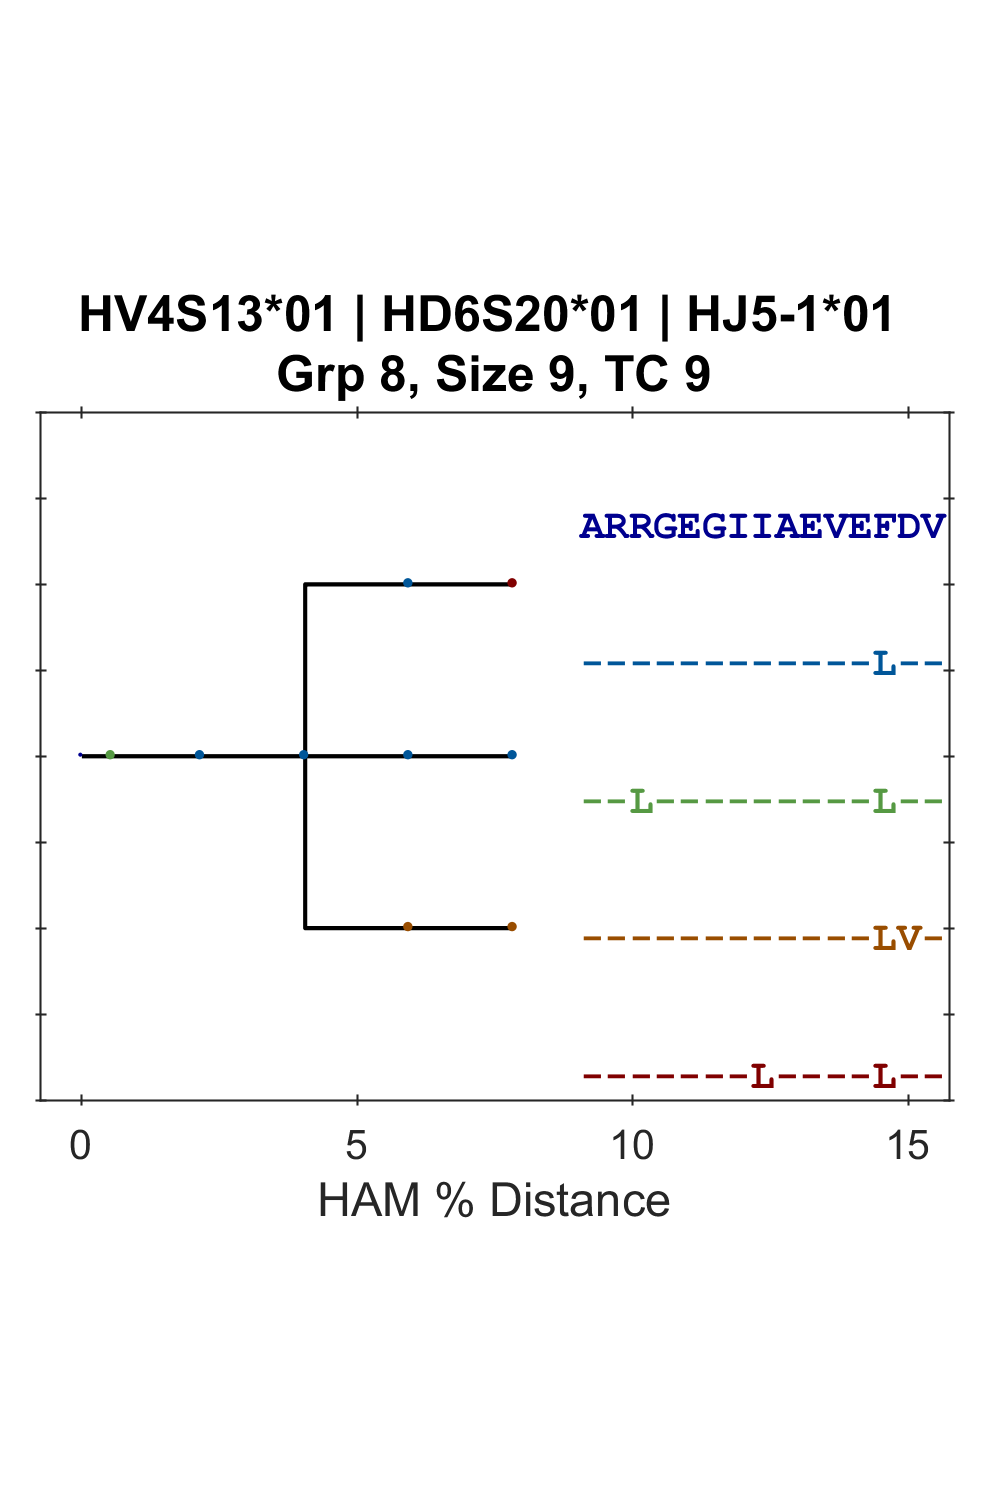 HV4S13*01 | HD6S20*01 | HJ5-1*01
Grp 8, Size 9, TC 9
ARRGEGIIAEVEFDV
------------L--
--L---------L--
------------LV-
-------L----L--
0 5 10 15
HAM % Distance